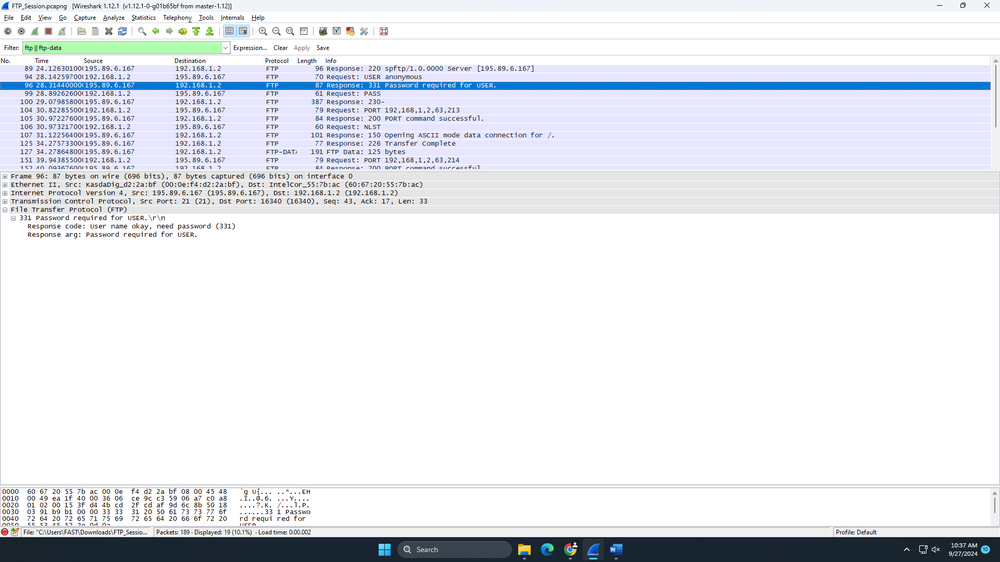 FTP_Session.pcapng [Wireshark 1.12.1 (v1.12.1-0-g01b65bf from master-1.12)]
File Edit View Go Capture Analyze Statistics Telephony Tools Internals Help
Filter: ftp || ftp-data Expression... Clear Apply Save
No. Time Source Destination Protocol Length Info
89 24.126301000 195.89.6.167 192.168.1.2 FTP 96 Response: 220 spftp/1.0.0000 Server [195.89.6.167]
94 28.142597000 192.168.1.2 195.89.6.167 FTP 70 Request: USER anonymous
96 28.314400000 195.89.6.167 192.168.1.2 FTP 87 Response: 331 Password required for USER.
99 28.892626000 192.168.1.2 195.89.6.167 FTP 61 Request: PASS
100 29.079858000 195.89.6.167 192.168.1.2 FTP 387 Response: 230-
104 30.822855000 192.168.1.2 195.89.6.167 FTP 79 Request: PORT 192,168,1,2,63,213
105 30.972276000 195.89.6.167 192.168.1.2 FTP 84 Response: 200 PORT command successful.
106 30.973217000 192.168.1.2 195.89.6.167 FTP 60 Request: NLST
107 31.122564000 195.89.6.167 192.168.1.2 FTP 101 Response: 150 Opening ASCII mode data connection for /.
125 34.275733000 195.89.6.167 192.168.1.2 FTP 77 Response: 226 Transfer Complete
127 34.278648000 195.89.6.167 192.168.1.2 FTP-DATA 191 FTP Data: 125 bytes
151 39.943855000 192.168.1.2 195.89.6.167 FTP 79 Request: PORT 192,168,1,2,63,214
152 40.093676000 195.89.6.167 192.168.1.2 FTP 84 Response: 200 PORT command successful
Frame 96: 87 bytes on wire (696 bits), 87 bytes captured (696 bits) on interface 0
Ethernet II, Src: KasdaDig_d2:2a:bf (00:0e:f4:d2:2a:bf), Dst: IntelCor_55:7b:ac (60:67:20:55:7b:ac)
Internet Protocol Version 4, Src: 195.89.6.167 (195.89.6.167), Dst: 192.168.1.2 (192.168.1.2)
Transmission Control Protocol, Src Port: 21 (21), Dst Port: 16340 (16340), Seq: 43, Ack: 17, Len: 33
File Transfer Protocol (FTP)
331 Password required for USER.\r\n
Response code: User name okay, need password (331)
Response arg: Password required for USER.
0000 60 67 20 55 7b ac 00 0e f4 d2 2a bf 08 00 45 48 `g U{... ..*...EH
0010 00 49 ea 1f 40 00 36 06 ce 9c c3 59 06 a7 c0 a8 .I..@.6. ...Y....
0020 01 02 00 15 3f d4 4b cd 2f cd af 9d 6c 8b 50 18 ....?.K. /...l.P.
0030 03 91 b9 b1 00 00 33 33 31 20 50 61 73 73 77 6f ......33 1 Passwo
0040 72 64 20 72 65 71 75 69 72 65 64 20 66 6f 72 20 rd requi red for
0050 55 53 45 52 2e 0d 0a USER
File: "C:\Users\FAST\Downloads\FTP_Sessio... Packets: 189 · Displayed: 19 (10.1%) · Load time: 0:00.002 Profile: Default
Search
10:37 AM
9/27/2024
10